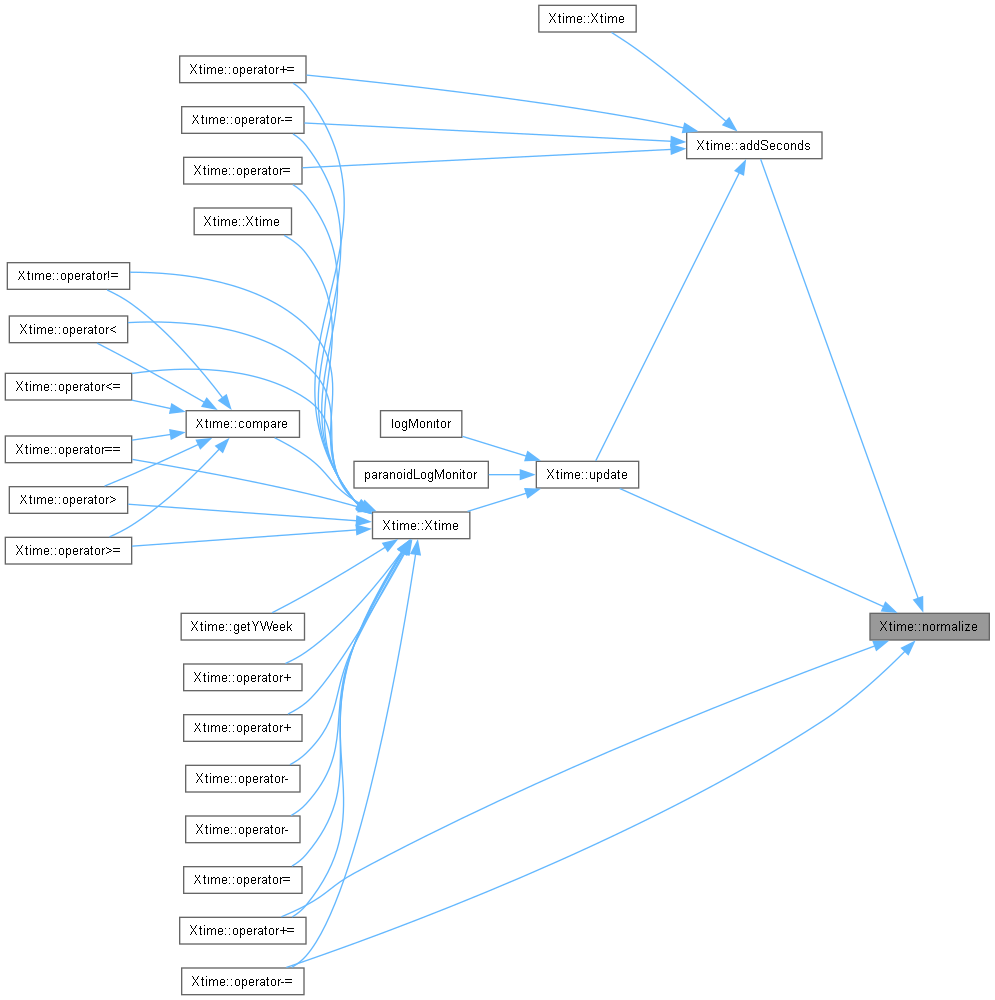 Xtime::Xtime
Xtime::operator+=
Xtime::operator-=
Xtime::addSeconds
Xtime::operator=
Xtime::Xtime
Xtime::operator!=
Xtime::operator<
Xtime::operator<=
Xtime::compare
logMonitor
Xtime::operator==
paranoidLogMonitor
Xtime::update
Xtime::operator>
Xtime::Xtime
Xtime::operator>=
Xtime::getYWeek
Xtime::normalize
Xtime::operator+
Xtime::operator+
Xtime::operator-
Xtime::operator-
Xtime::operator=
Xtime::operator+=
Xtime::operator-=